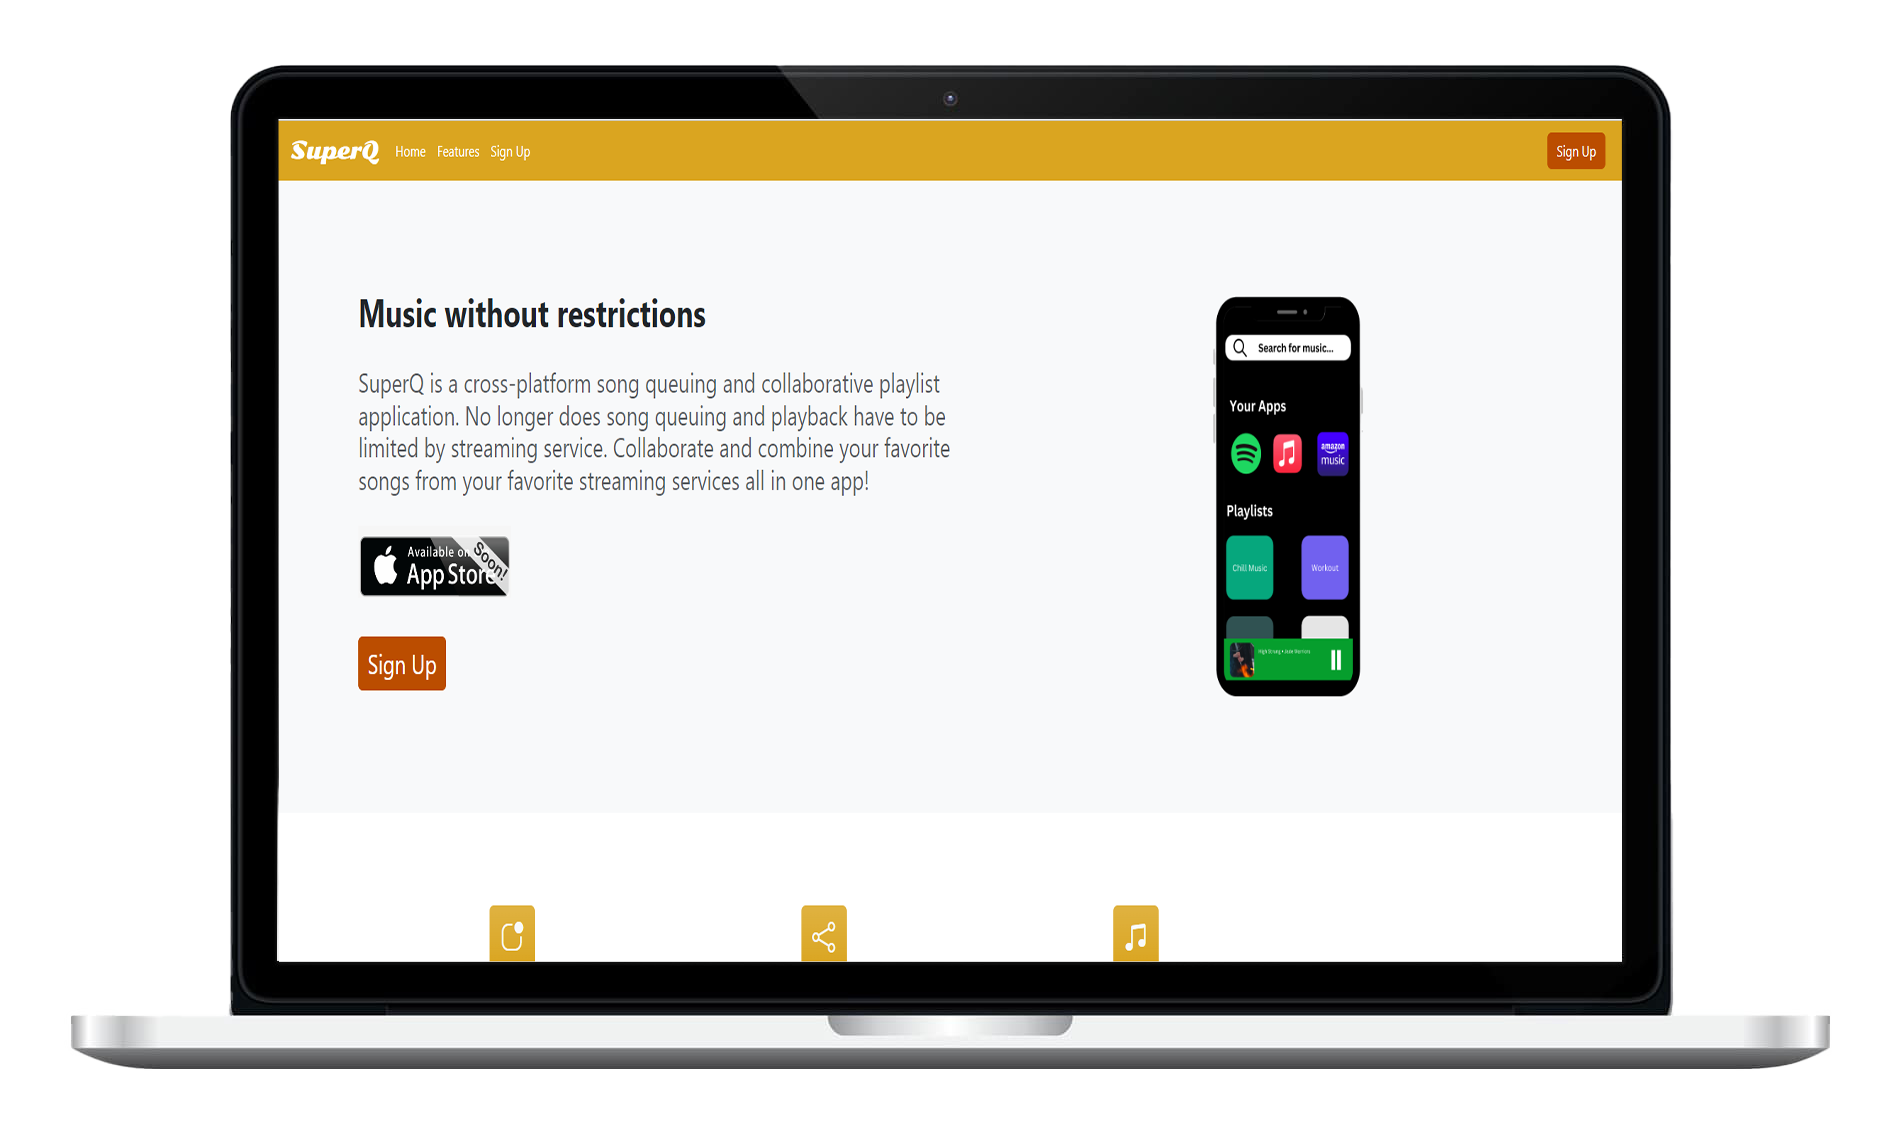 SuperQ Home Features Sign Up Sign Up
Music without restrictions
SuperQ is a cross-platform song queuing and collaborative playlist
application. No longer does song queuing and playback have to be
limited by streaming service. Collaborate and combine your favorite
songs from your favorite streaming services all in one app!
Available on
App Store
Soon!
Sign Up
Search for music...
Your Apps
amazon
music
Playlists
Chill Music Workout